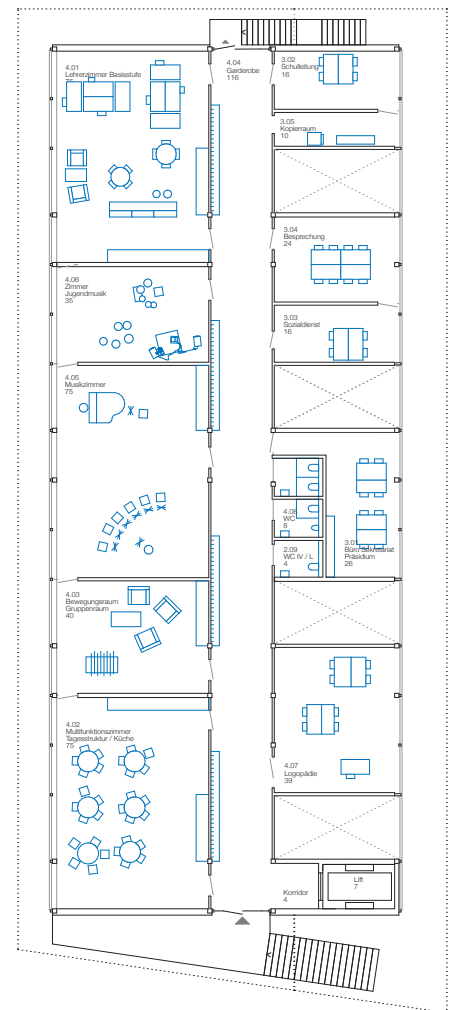 4.01
Lehrerzimmer Basisstufe
75
4.04
Garderobe
116
3.02
Schulleitung
16
3.05
Kopierraum
10
3.04
Besprechung
24
4.06
Zimmer
Jugendmusik
35
3.03
Sozialdienst
16
4.05
Musikzimmer
75
4.08
WC
8
3.01
Büro Sekretariat
Präsidium
26
2.09
WC IV / L
4
4.03
Bewegungsraum
Gruppenraum
40
4.02
Multifunktionszimmer
Tagesstruktur / Küche
75
4.07
Logopädie
39
Korridor
4
Lift
7